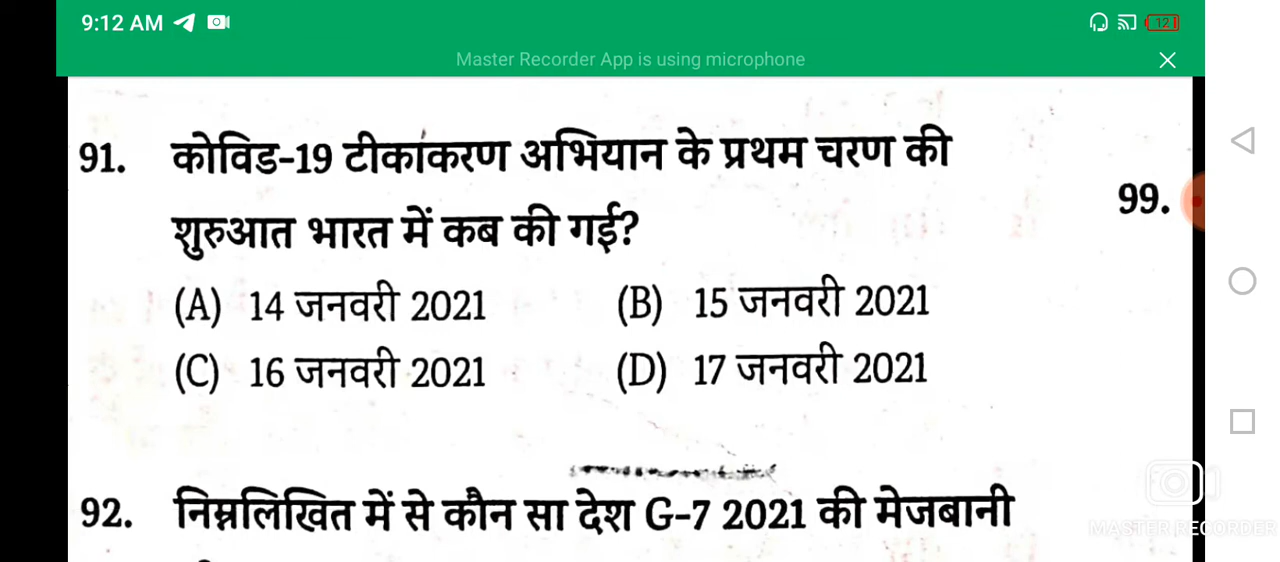 9:12 AM
12
Master Recorder App is using microphone
91. कोविड-19 टीकाकरण अभियान के प्रथम चरण की
शुरुआत भारत में कब की गई?
(A) 14 जनवरी 2021 (B) 15 जनवरी 2021
(C) 16 जनवरी 2021 (D) 17 जनवरी 2021
99.
92. निम्नलिखित में से कौन सा देश G-7 2021 की मेजबानी
MASTER RECORDER